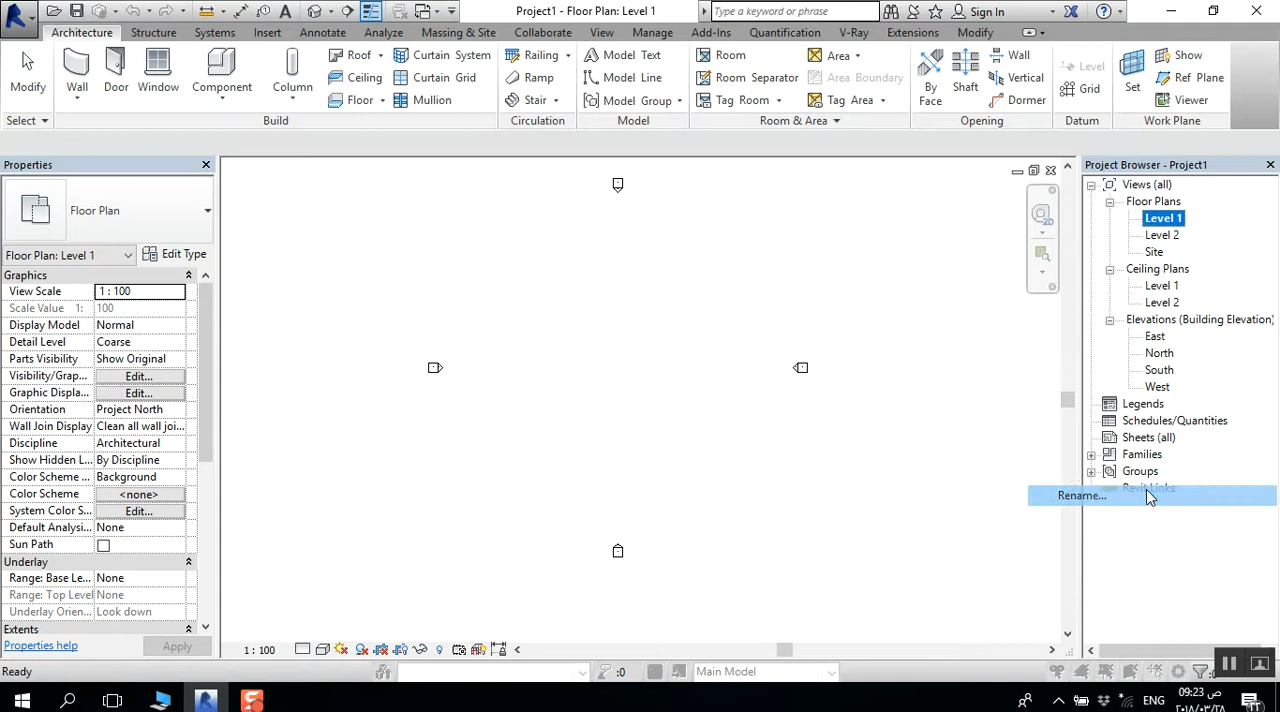 Project1 - Floor Plan: Level 1
Type a keyword or phrase
Sign In
Architecture Structure Systems Insert Annotate Analyze Massing & Site Collaborate View Manage Add-Ins Quantification V-Ray Extensions Modify
Modify
Wall
Door
Window
Component
Column
Roof
Ceiling
Floor
Curtain System
Curtain Grid
Mullion
Railing
Ramp
Stair
Model Text
Model Line
Model Group
Room
Room Separator
Tag Room
Area
Area Boundary
Tag Area
By Face
Shaft
Wall
Vertical
Dormer
Level
Grid
Set
Show
Ref Plane
Viewer
Select
Build
Circulation
Model
Room & Area
Opening
Datum
Work Plane
Properties
Floor Plan
Floor Plan: Level 1
Edit Type
Graphics
View Scale 1 : 100
Scale Value 1: 100
Display Model Normal
Detail Level Coarse
Parts Visibility Show Original
Visibility/Grap... Edit...
Graphic Displa... Edit...
Orientation Project North
Wall Join Display Clean all wall joi...
Discipline Architectural
Show Hidden L... By Discipline
Color Scheme ... Background
Color Scheme <none>
System Color S... Edit...
Default Analysi... None
Sun Path
Underlay
Range: Base Le... None
Range: Top Level None
Underlay Orien... Look down
Extents
Properties help
Apply
2D
1 : 100
Project Browser - Project1
Views (all)
Floor Plans
Level 1
Level 2
Site
Ceiling Plans
Level 1
Level 2
Elevations (Building Elevation)
East
North
South
West
Legends
Schedules/Quantities
Sheets (all)
Families
Groups
Revit Links
Rename...
Ready
:0
Main Model
ENG
09:23 ص
٢٠١٨/٠٣/٢٨